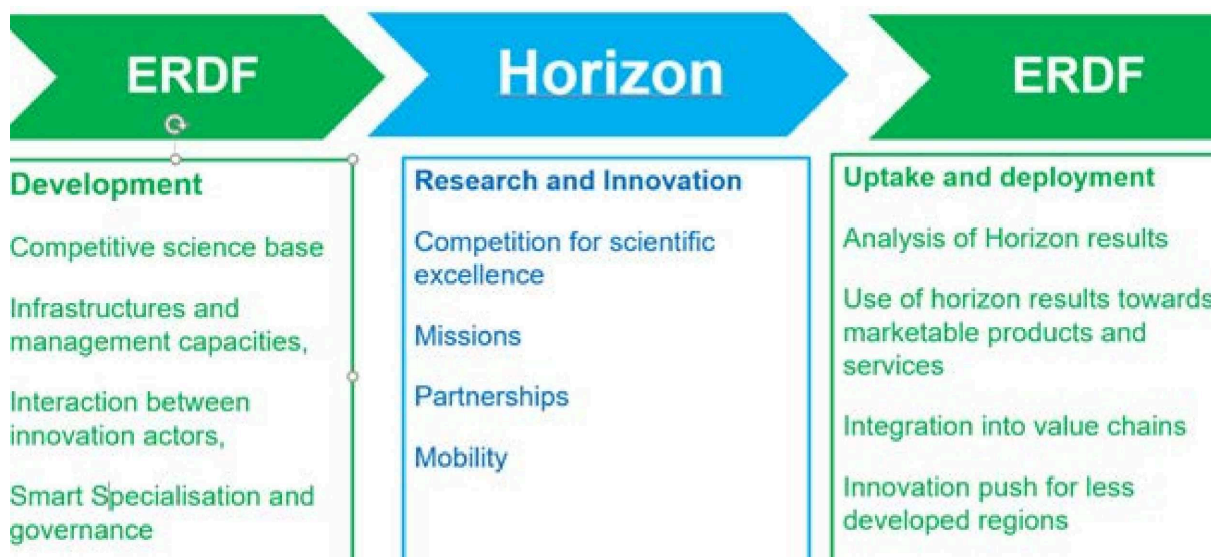 ERDF
Horizon
ERDF
Development
Competitive science base
Infrastructures and
management capacities,
Interaction between
innovation actors,
Smart Specialisation and
governance
Research and Innovation
Competition for scientific
excellence
Missions
Partnerships
Mobility
Uptake and deployment
Analysis of Horizon results
Use of horizon results towards
marketable products and
services
Integration into value chains
Innovation push for less
developed regions